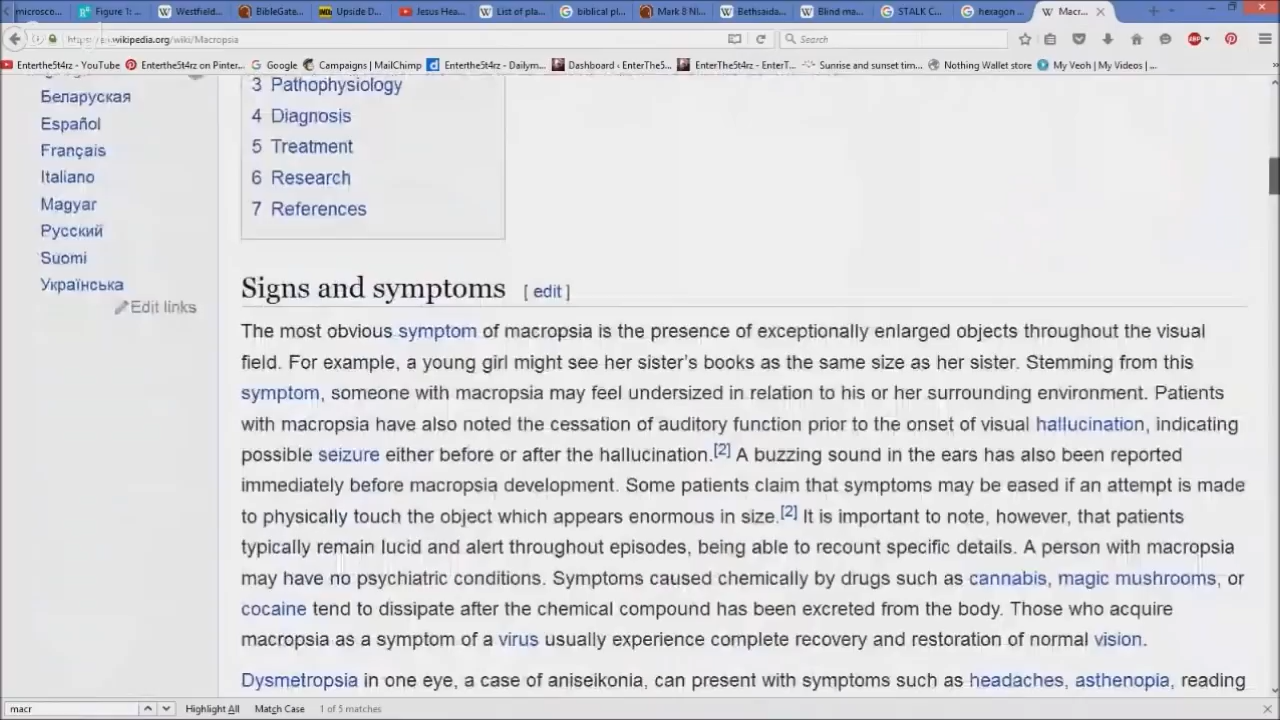 microsco...
Figure 1: ...
Westfield...
BibleGate...
Upside D...
Jesus Hea...
List of pla...
biblical pl...
Mark 8 NI...
Bethsaida...
Blind ma...
STALK C...
hexagon ...
Macr...
https://en.wikipedia.org/wiki/Macropsia
Search
Enterthe5t4rz - YouTube
Enterthe5t4rz on Pinter...
Google
Campaigns | MailChimp
Enterthe5t4rz - Dailym...
Dashboard ‹ EnterThe5...
EnterThe5t4rz - EnterT...
Sunrise and sunset tim...
Nothing Wallet store
My Veoh | My Videos | ...
Беларуская
Español
Français
Italiano
Magyar
Русский
Suomi
Українська
Edit links
3 Pathophysiology
4 Diagnosis
5 Treatment
6 Research
7 References
Signs and symptoms [ edit ]
The most obvious symptom of macropsia is the presence of exceptionally enlarged objects throughout the visual
field. For example, a young girl might see her sister's books as the same size as her sister. Stemming from this
symptom, someone with macropsia may feel undersized in relation to his or her surrounding environment. Patients
with macropsia have also noted the cessation of auditory function prior to the onset of visual hallucination, indicating
possible seizure either before or after the hallucination.[2] A buzzing sound in the ears has also been reported
immediately before macropsia development. Some patients claim that symptoms may be eased if an attempt is made
to physically touch the object which appears enormous in size.[2] It is important to note, however, that patients
typically remain lucid and alert throughout episodes, being able to recount specific details. A person with macropsia
may have no psychiatric conditions. Symptoms caused chemically by drugs such as cannabis, magic mushrooms, or
cocaine tend to dissipate after the chemical compound has been excreted from the body. Those who acquire
macropsia as a symptom of a virus usually experience complete recovery and restoration of normal vision.
Dysmetropsia in one eye, a case of aniseikonia, can present with symptoms such as headaches, asthenopia, reading
macr
Highlight All
Match Case
1 of 5 matches